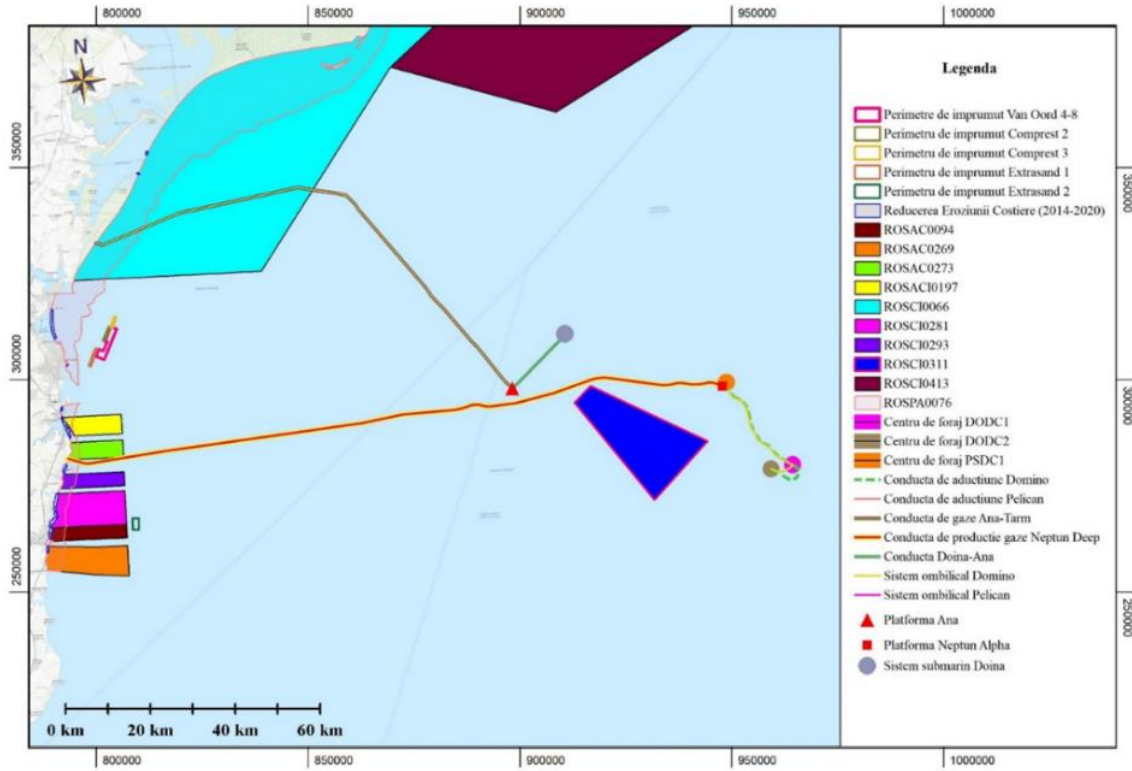 800000 850000 900000 950000 1000000
N
350000 350000
300000 300000
250000 250000
0 km 20 km 40 km 60 km
800000 850000 900000 950000 1000000
Legenda
Perimetre de imprumut Van Oord 4-8
Perimetru de imprumut Comprest 2
Perimetru de imprumut Comprest 3
Perimetru de imprumut Extrasand 1
Perimetru de imprumut Extrasand 2
Reducerea Eroziunii Costiere (2014-2020)
ROSAC0094
ROSAC0269
ROSAC0273
ROSACI0197
ROSCI0066
ROSCI0281
ROSCI0293
ROSCI0311
ROSCI0413
ROSPA0076
Centru de foraj DODC1
Centru de foraj DODC2
Centru de foraj PSDC1
Conducta de aductiune Domino
Conducta de aductiune Pelican
Conducta de gaze Ana-Tarm
Conducta de productie gaze Neptun Deep
Conducta Doina-Ana
Sistem ombilical Domino
Sistem ombilical Pelican
Platforma Ana
Platforma Neptun Alpha
Sistem submarin Doina